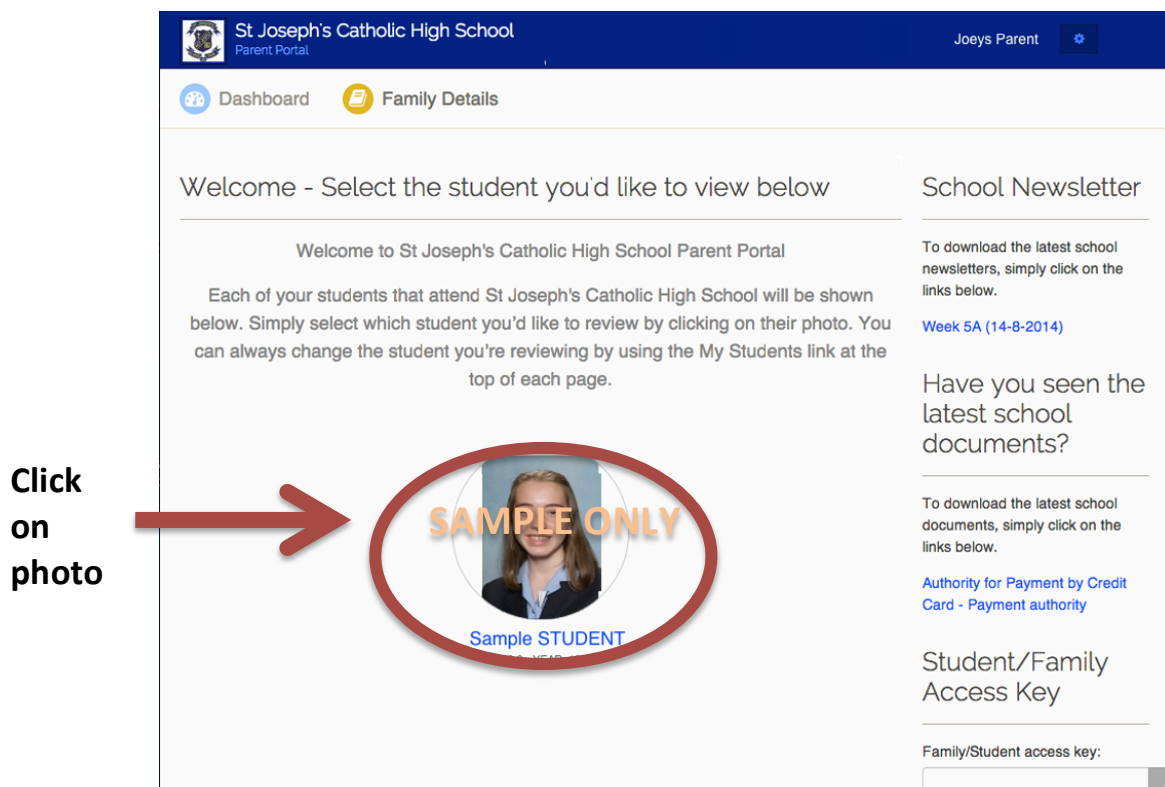 St Joseph's Catholic High School
Parent Portal
Joeys Parent
Dashboard
Family Details
Welcome - Select the student you'd like to view below
Welcome to St Joseph's Catholic High School Parent Portal
Each of your students that attend St Joseph's Catholic High School will be shown
below. Simply select which student you'd like to review by clicking on their photo. You
can always change the student you're reviewing by using the My Students link at the
top of each page.
Click
on
photo
SAMPLE ONLY
Sample STUDENT
School Newsletter
To download the latest school
newsletters, simply click on the
links below.
Week 5A (14-8-2014)
Have you seen the
latest school
documents?
To download the latest school
documents, simply click on the
links below.
Authority for Payment by Credit
Card - Payment authority
Student/Family
Access Key
Family/Student access key: